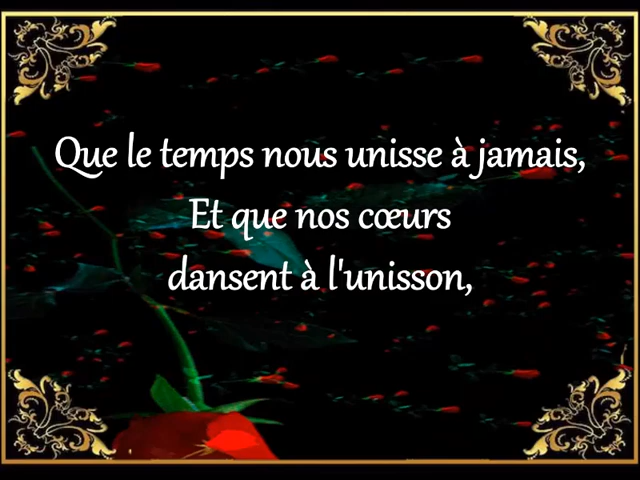 Que le temps nous unisse à jamais,
Et que nos cœurs
dansent à l'unisson,